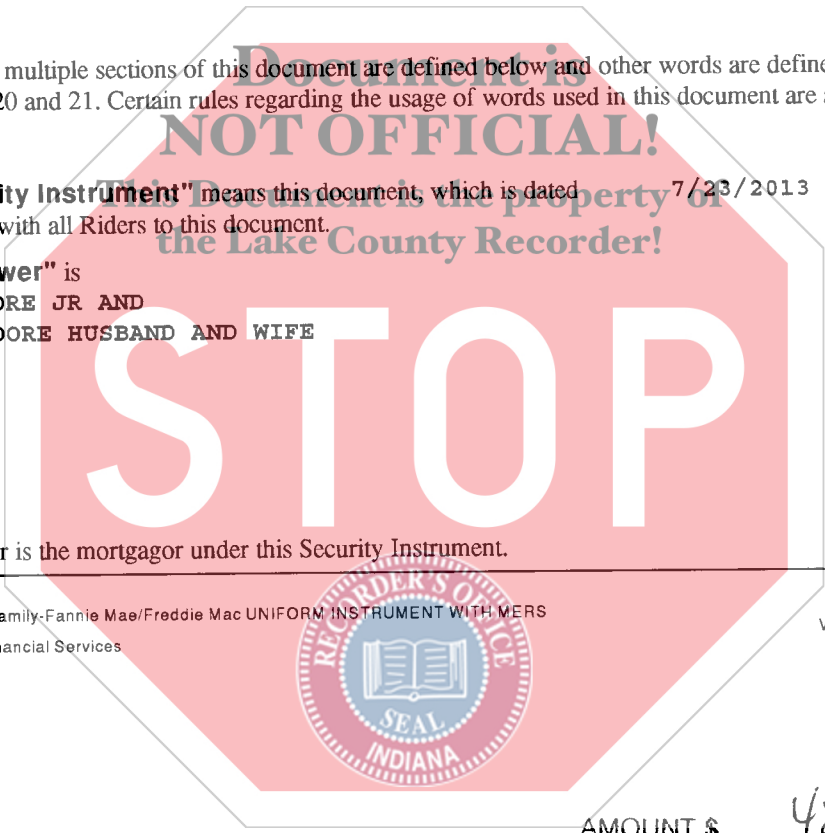 Document is
multiple sections of this document are defined below and other words are define
20 and 21. Certain rules regarding the usage of words used in this document are
NOT OFFICIAL!
ity Instrument" means this document, which is dated 7/23/2013
This Document is the property of
with all Riders to this document.
the Lake County Recorder!
wer" is
ORE JR AND
OORE HUSBAND AND WIFE
STOP
r is the mortgagor under this Security Instrument.
amily-Fannie Mae/Freddie Mac UNIFORM INSTRUMENT WITH MERS
nancial Services
RECORDER'S OFFICE
SEAL
INDIANA
AMOUNT $